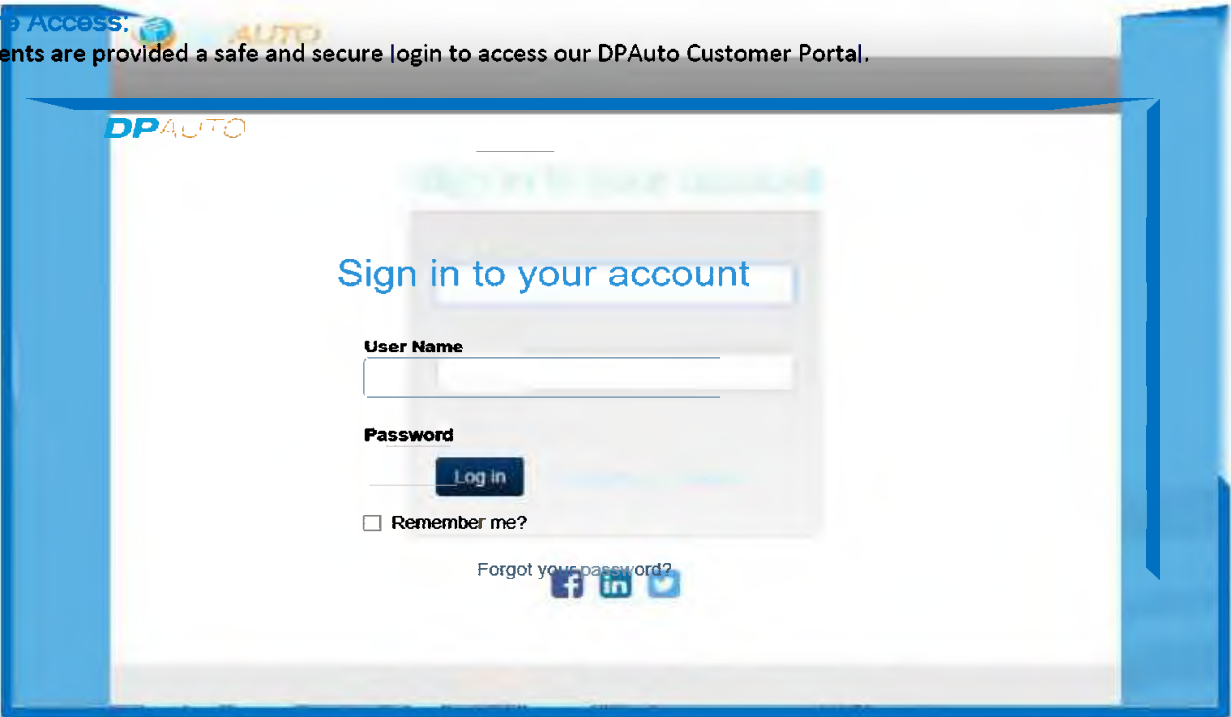 e Access:
AUTO
ents are provided a safe and secure login to access our DPAuto Customer Portal.
DPAUTO
Sign in to your account
User Name
Password
Log in
Remember me?
Forgot your password?